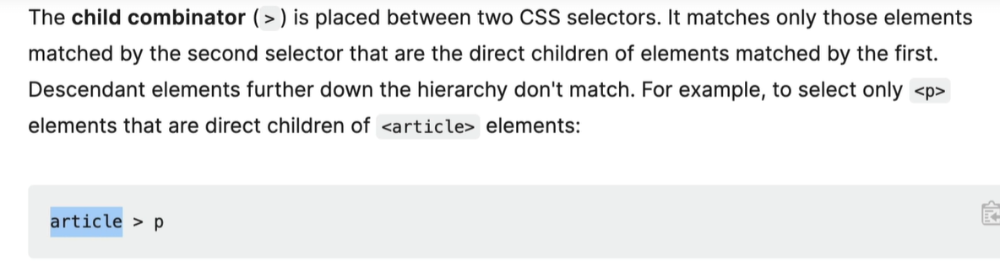 The child combinator ( > ) is placed between two CSS selectors. It matches only those elements
matched by the second selector that are the direct children of elements matched by the first.
Descendant elements further down the hierarchy don't match. For example, to select only <p>
elements that are direct children of <article> elements:
article > p